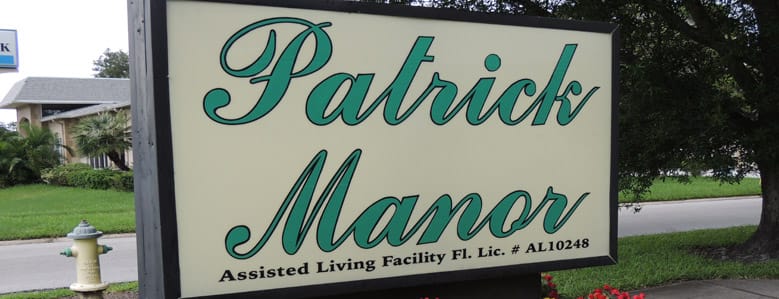 K
Patrick
Manor
Assisted Living Facility Fl. Lic. # AL10248